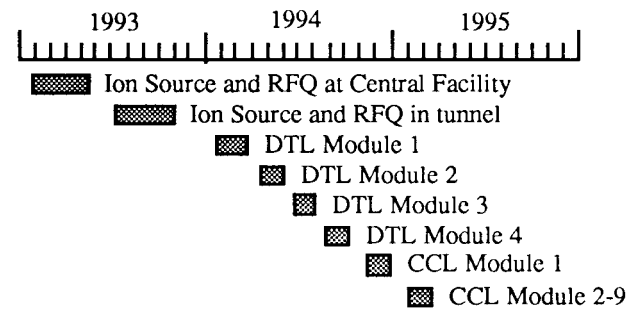 1993 1994 1995
Ion Source and RFQ at Central Facility
Ion Source and RFQ in tunnel
DTL Module 1
DTL Module 2
DTL Module 3
DTL Module 4
CCL Module 1
CCL Module 2-9